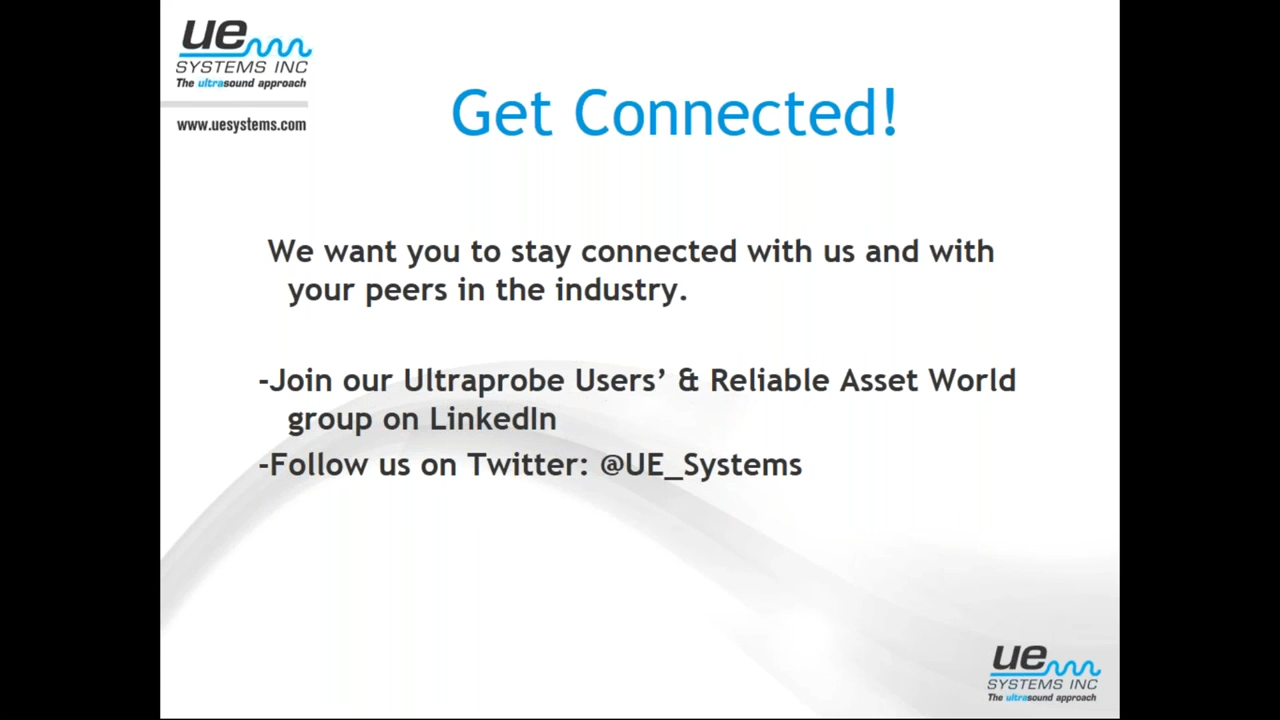 ue
SYSTEMS INC
The ultrasound approach
www.uesystems.com
Get Connected!
We want you to stay connected with us and with
your peers in the industry.
-Join our Ultraprobe Users’ & Reliable Asset World
group on LinkedIn
-Follow us on Twitter: @UE_Systems
ue
SYSTEMS INC
The ultrasound approach